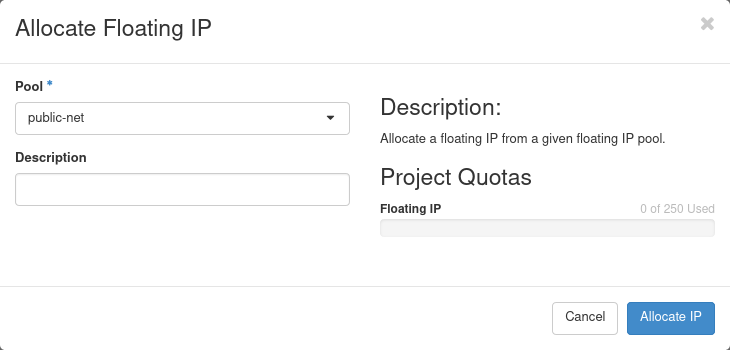 Allocate Floating IP
×
Pool *
public-net
Description
Description:
Allocate a floating IP from a given floating IP pool.
Project Quotas
Floating IP 0 of 250 Used
Cancel Allocate IP